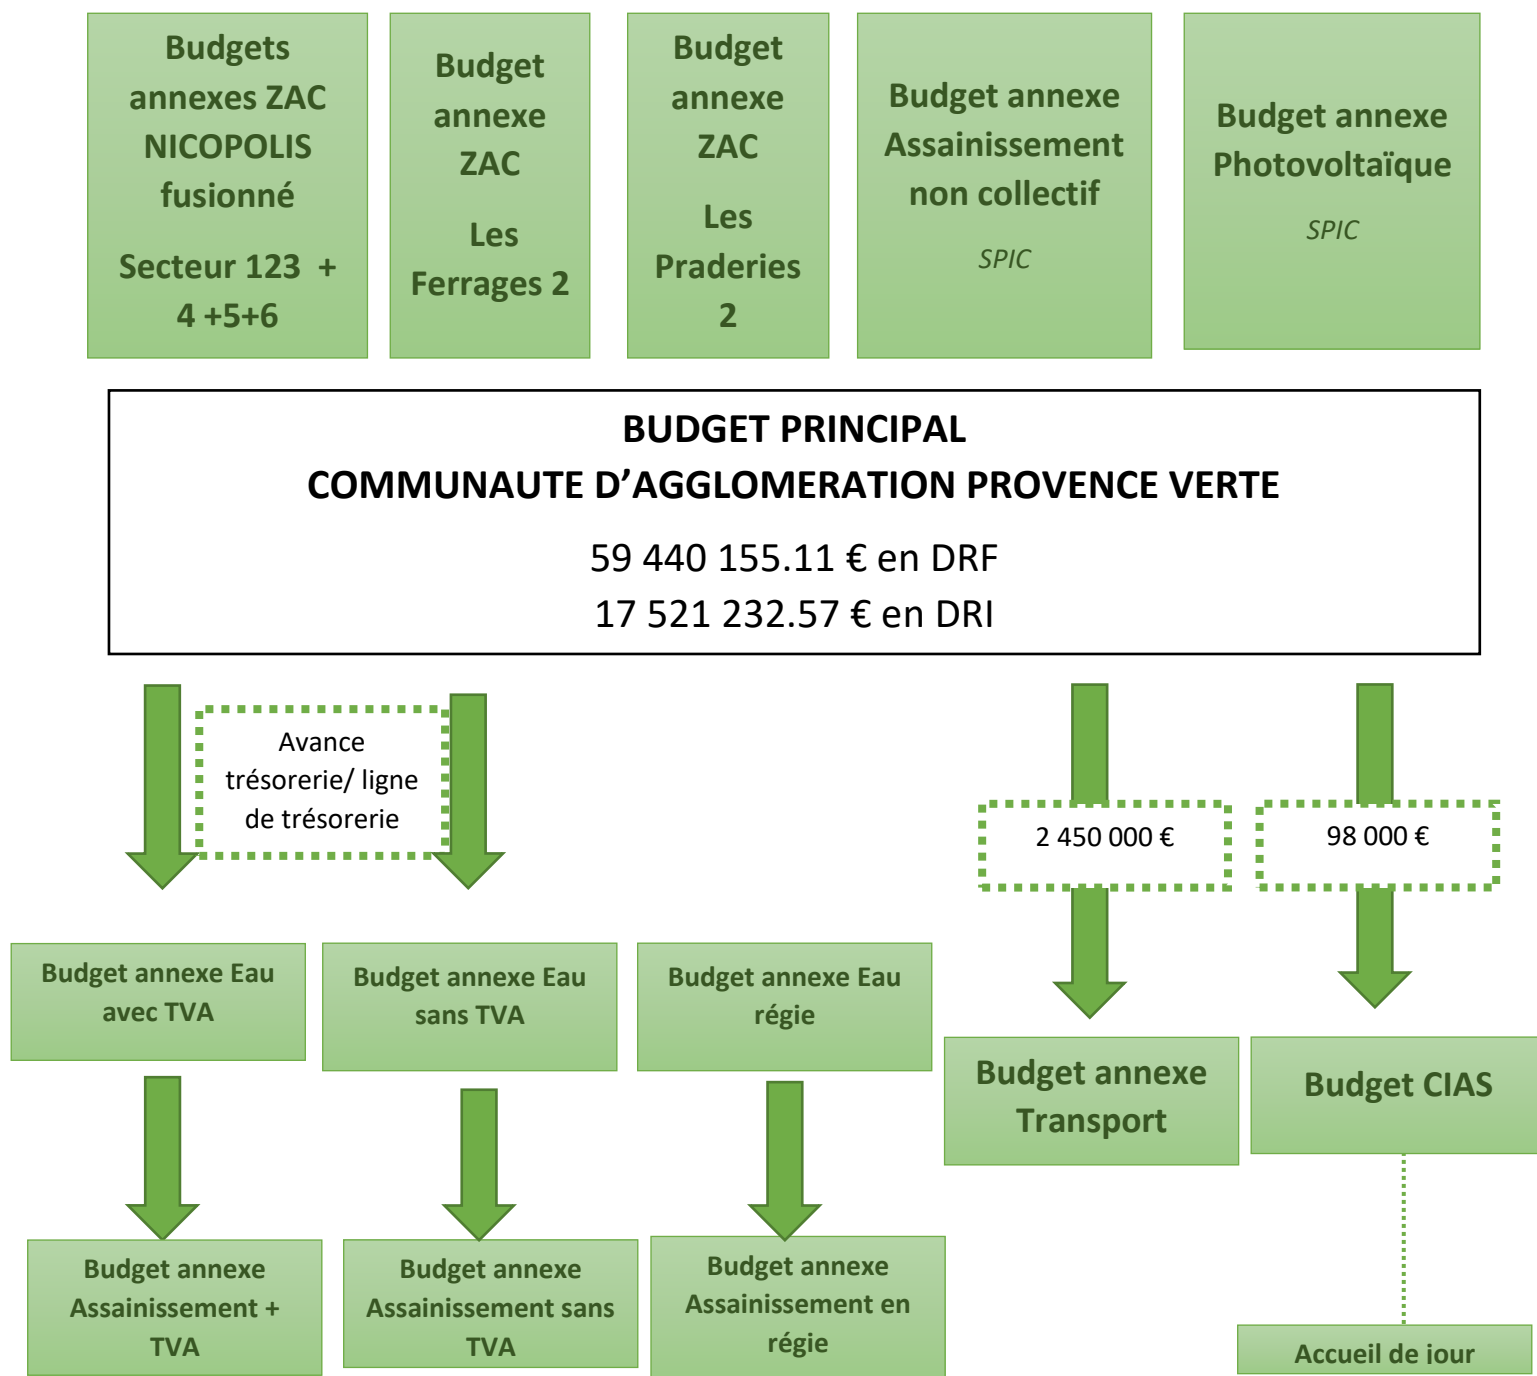 Budgets
annexes ZAC
NICOPOLIS
fusionné
Secteur 123 +
4 +5+6
Budget
annexe
ZAC
Les
Ferrages 2
Budget
annexe
ZAC
Les
Praderies
2
Budget annexe
Assainissement
non collectif
SPIC
Budget annexe
Photovoltaïque
SPIC
BUDGET PRINCIPAL
COMMUNAUTE D’AGGLOMERATION PROVENCE VERTE
59 440 155.11 € en DRF
17 521 232.57 € en DRI
Avance
trésorerie/ ligne
de trésorerie
2 450 000 €
98 000 €
Budget annexe Eau
avec TVA
Budget annexe Eau
sans TVA
Budget annexe Eau
régie
Budget annexe
Transport
Budget CIAS
Budget annexe
Assainissement +
TVA
Budget annexe
Assainissement sans
TVA
Budget annexe
Assainissement en
régie
Accueil de jour